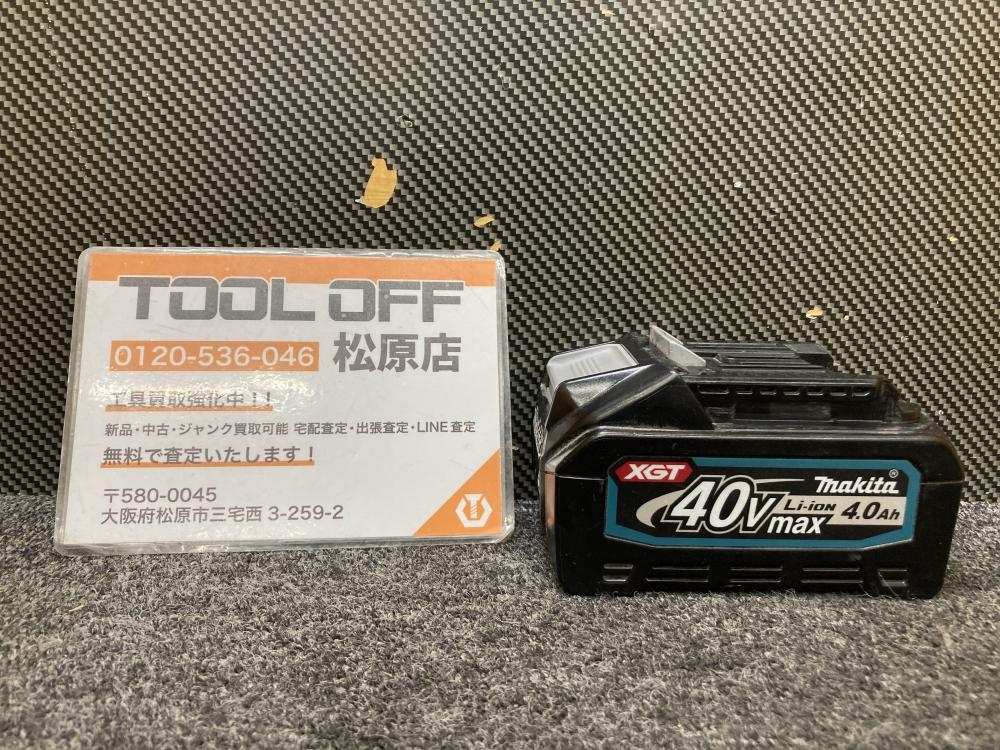 TOOL OFF
0120-536-046 松原店
工具買取強化中！！
新品・中古・ジャンク買取可能 宅配査定・出張査定・LINE査定
無料で査定いたします！
〒580-0045
大阪府松原市三宅西 3-259-2
XGT
makita®
40Vmax
Li-ion 4.0Ah